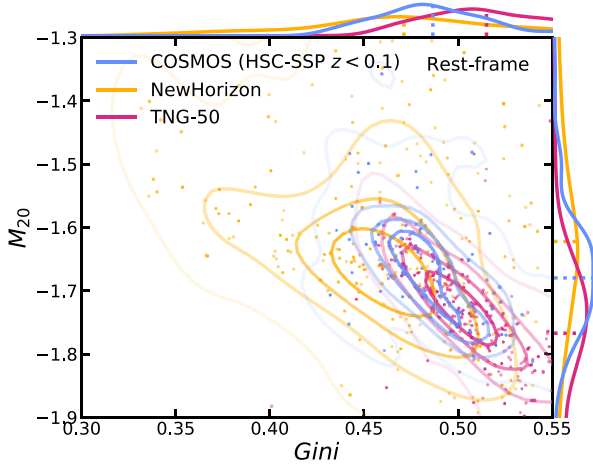 −1.3
−1.4
−1.5
−1.6
−1.7
−1.8
−1.9
M20
COSMOS (HSC-SSP z < 0.1)
NewHorizon
TNG-50
Rest-frame
0.30 0.35 0.40 0.45 0.50 0.55
Gini